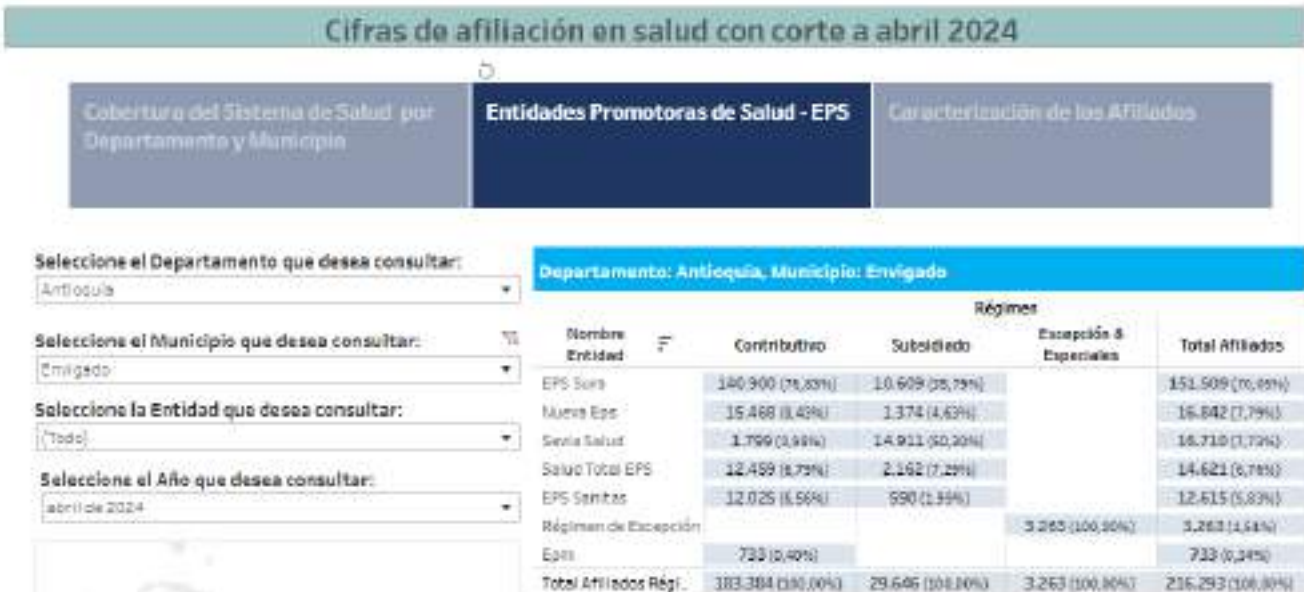 Cifras de afiliación en salud con corte a abril 2024
Cobertura del Sistema de Salud por
Departamento y Municipio
Entidades Promotoras de Salud - EPS
Caracterización de los Afiliados
Seleccione el Departamento que desea consultar:
Antioquia
Seleccione el Municipio que desea consultar:
Envigado
Seleccione la Entidad que desea consultar:
(Todo)
Seleccione el Año que desea consultar:
abril de 2024
Departamento: Antioquia, Municipio: Envigado
Régimes
Nombre Entidad Contributivo Subsidiado Excepción & Especiales Total Afiliados
EPS Sura 140.900 (76,83%) 10.609 (35,79%) 151.509 (70,05%)
Nueva Eps 15.468 (8,43%) 1.374 (4,63%) 16.842 (7,79%)
Savia Salud 1.799 14.911 (50,30%) 16.710 (7,73%)
Salud Total EPS 12.459 (6,79%) 2.162 (7,29%) 14.621 (6,76%)
EPS Sanitas 12.025 (6,56%) 590 (1,99%) 12.615 (5,83%)
Régimen de Excepción 3.263 (100,00%) 3.263
Epm 733 (0,40%) 733 (0,34%)
Total Afiliados Régi.. 183.384 (100,00%) 29.646 (100,00%) 3.263 (100,00%) 216.293 (100,00%)